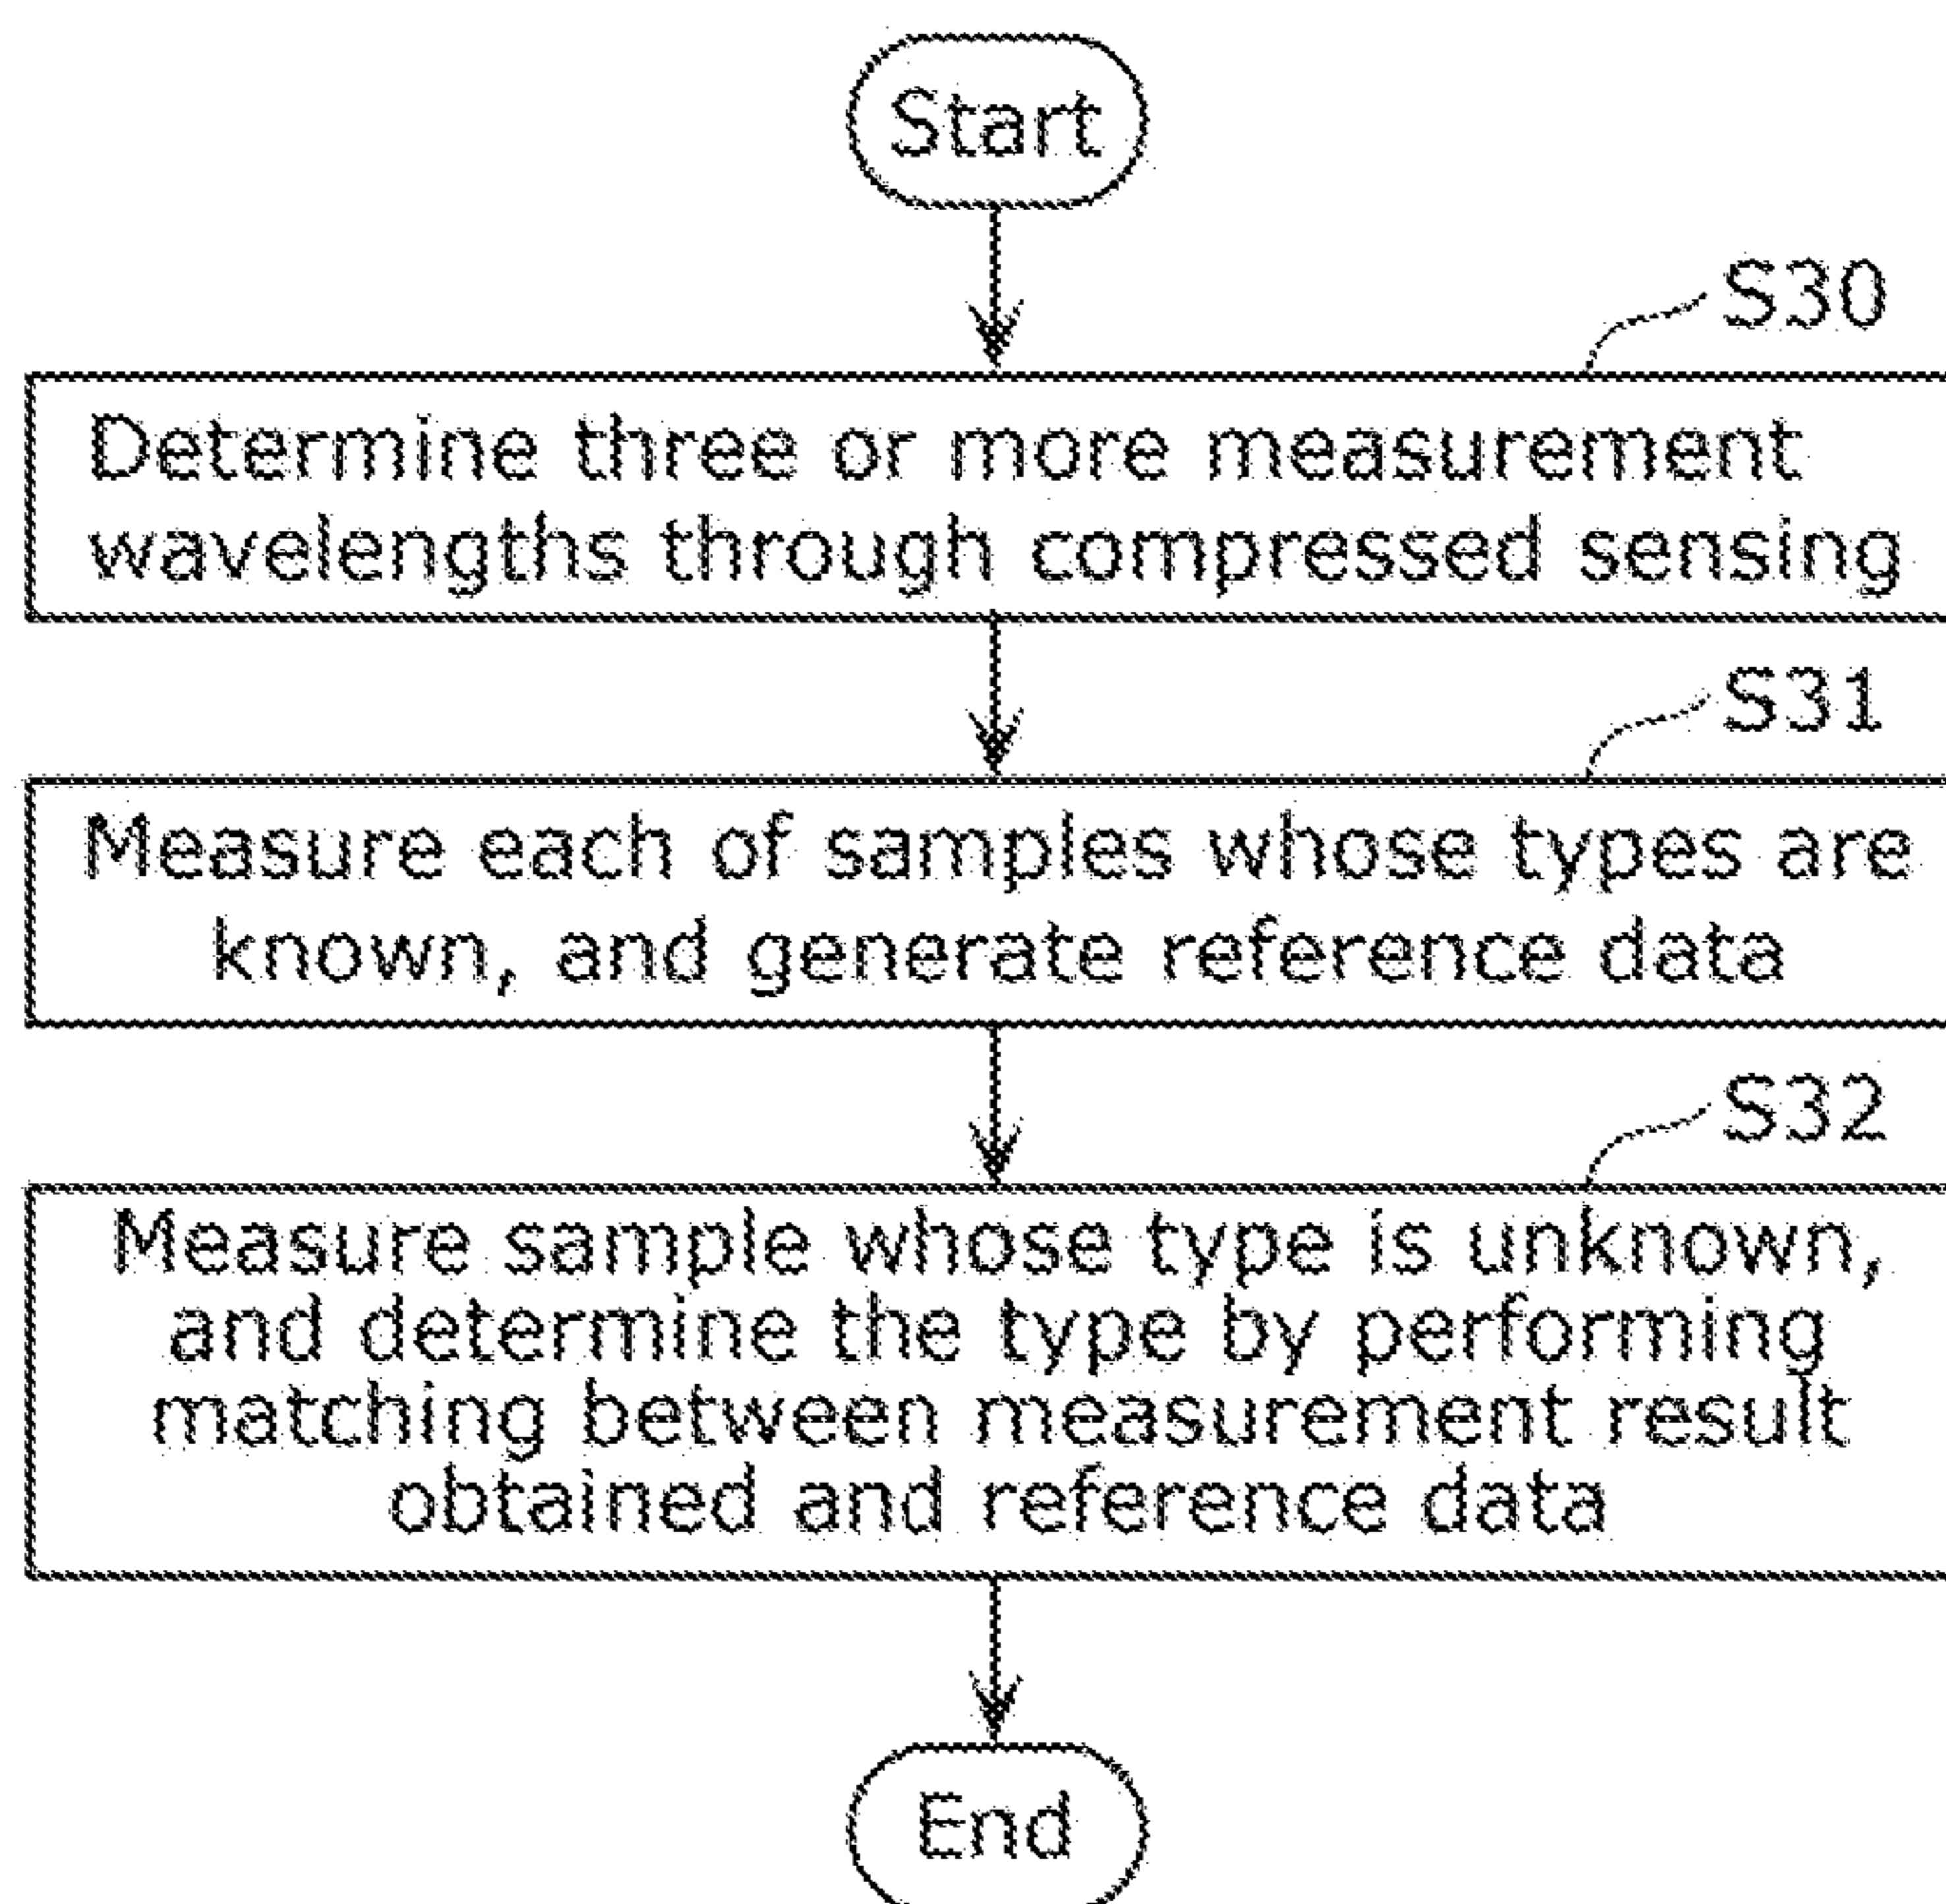 Start
S30
Determine three or more measurement
wavelengths through compressed sensing
S31
Measure each of samples whose types are
known, and generate reference data
S32
Measure sample whose type is unknown,
and determine the type by performing
matching between measurement result
obtained and reference data
End